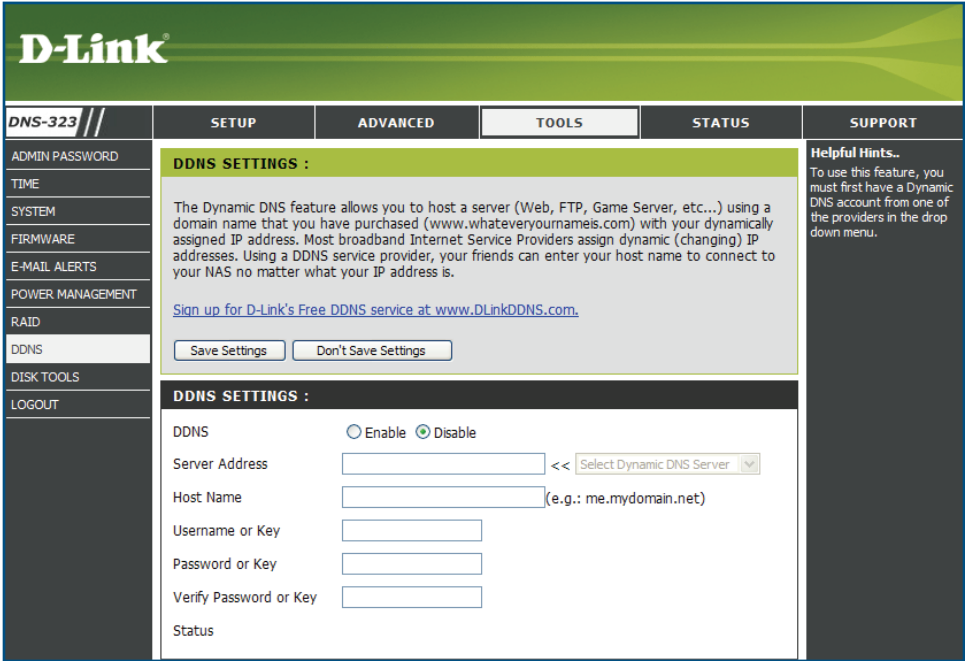 D-Link®
DNS-323
SETUP
ADVANCED
TOOLS
STATUS
SUPPORT
ADMIN PASSWORD
TIME
SYSTEM
FIRMWARE
E-MAIL ALERTS
POWER MANAGEMENT
RAID
DDNS
DISK TOOLS
LOGOUT
DDNS SETTINGS :
The Dynamic DNS feature allows you to host a server (Web, FTP, Game Server, etc...) using a
domain name that you have purchased (www.whateveryournameis.com) with your dynamically
assigned IP address. Most broadband Internet Service Providers assign dynamic (changing) IP
addresses. Using a DDNS service provider, your friends can enter your host name to connect to
your NAS no matter what your IP address is.
Sign up for D-Link's Free DDNS service at www.DLinkDDNS.com.
Save Settings
Don't Save Settings
DDNS SETTINGS :
DDNS
Enable
Disable
Server Address
<< Select Dynamic DNS Server
Host Name
(e.g.: me.mydomain.net)
Username or Key
Password or Key
Verify Password or Key
Status
Helpful Hints..
To use this feature, you
must first have a Dynamic
DNS account from one of
the providers in the drop
down menu.